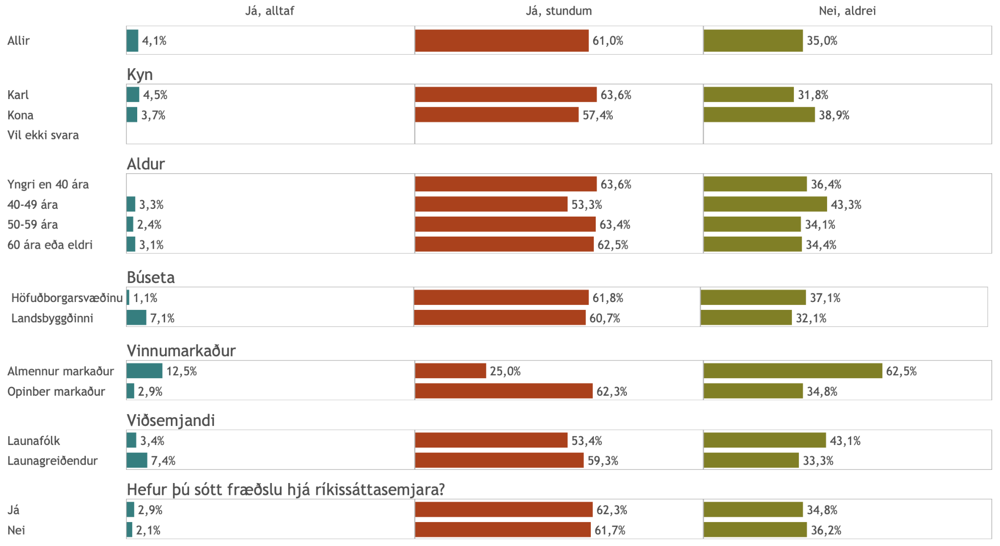 Já, alltaf Já, stundum Nei, aldrei
Allir 4,1% 61,0% 35,0%
Kyn
Karl 4,5% 63,6% 31,8%
Kona 3,7% 57,4% 38,9%
Vil ekki svara
Aldur
Yngri en 40 ára 63,6% 36,4%
40-49 ára 3,3% 53,3% 43,3%
50-59 ára 2,4% 63,4% 34,1%
60 ára eða eldri 3,1% 62,5% 34,4%
Búseta
Höfuðborgarsvæðinu 1,1% 61,8% 37,1%
Landsbyggðinni 7,1% 60,7% 32,1%
Vinnumarkaður
Almennur markaður 12,5% 25,0% 62,5%
Opinber markaður 2,9% 62,3% 34,8%
Viðsemjandi
Launafólk 3,4% 53,4% 43,1%
Launagreiðendur 7,4% 59,3% 33,3%
Hefur þú sótt fræðslu hjá ríkissáttasemjara?
Já 2,9% 62,3% 34,8%
Nei 2,1% 61,7% 36,2%